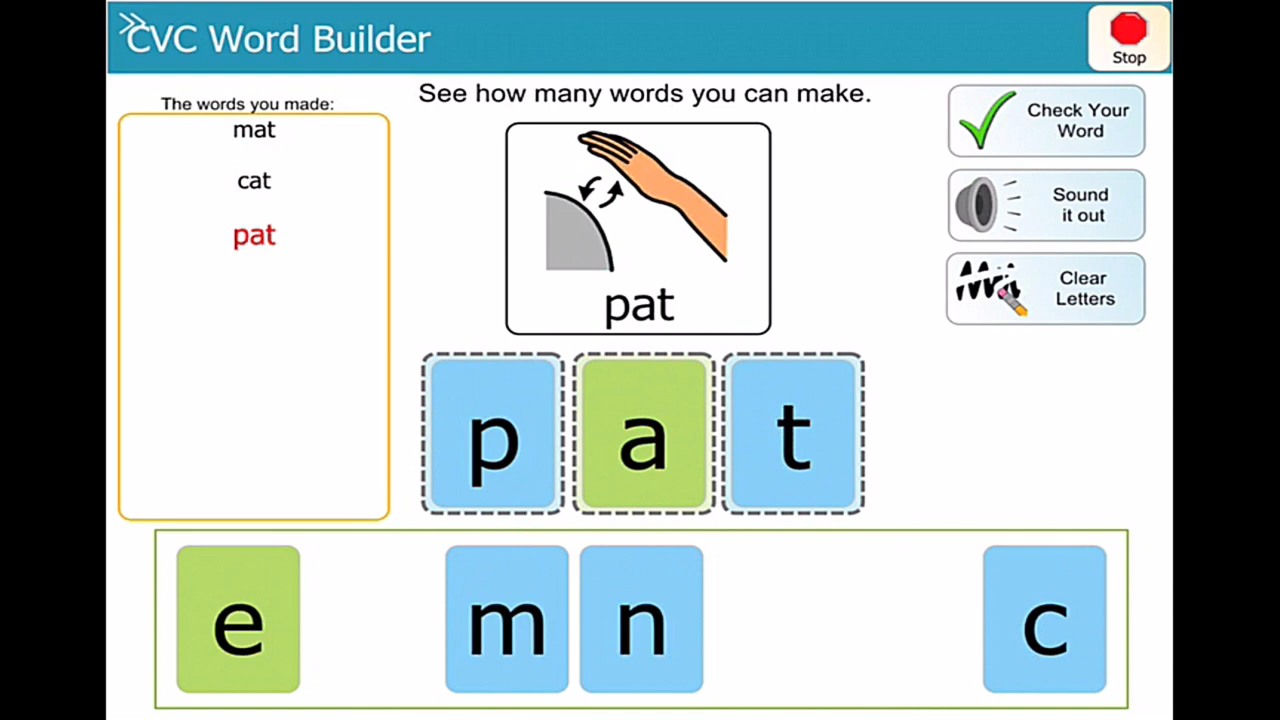 CVC Word Builder
Stop
See how many words you can make.
The words you made:
mat
cat
pat
pat
Check Your
Word
Sound
it out
Clear
Letters
p a t
e m n c